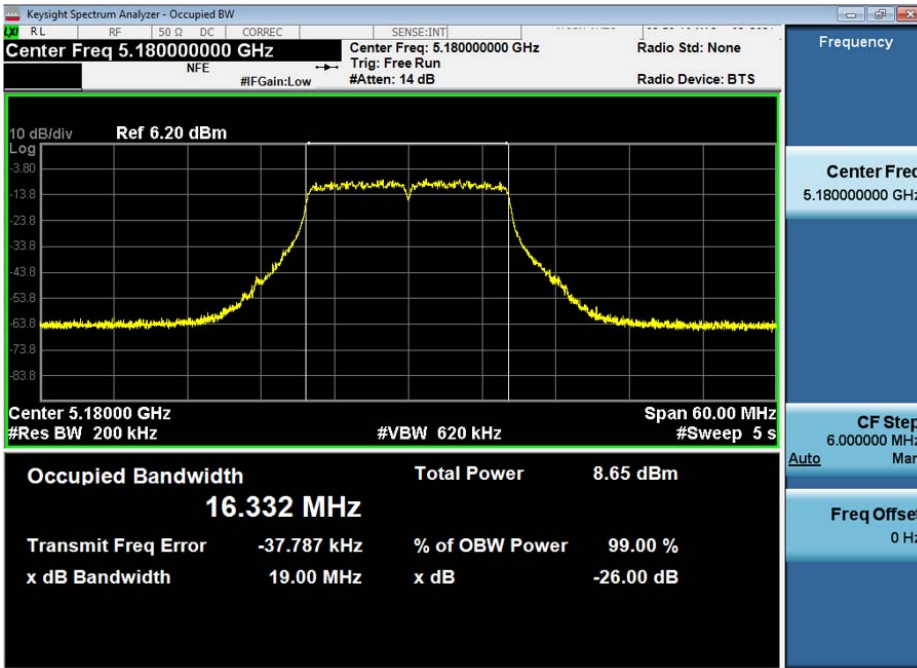 Keysight Spectrum Analyzer - Occupied BW
LXI RL RF 50 Ω DC CORREC SENSE:INT
Center Freq 5.180000000 GHz
NFE
#IFGain:Low
Center Freq: 5.180000000 GHz
Trig: Free Run
#Atten: 14 dB
Radio Std: None
Radio Device: BTS
Frequency
10 dB/div Ref 6.20 dBm
Log
-3.80
-13.8
-23.8
-33.8
-43.8
-53.8
-63.8
-73.8
-83.8
Center 5.18000 GHz Span 60.00 MHz
#Res BW 200 kHz #VBW 620 kHz #Sweep 5 s
Center Freq
5.180000000 GHz
CF Step
6.000000 MHz
Auto Man
Freq Offset
0 Hz
Occupied Bandwidth Total Power 8.65 dBm
16.332 MHz
Transmit Freq Error -37.787 kHz % of OBW Power 99.00 %
x dB Bandwidth 19.00 MHz x dB -26.00 dB